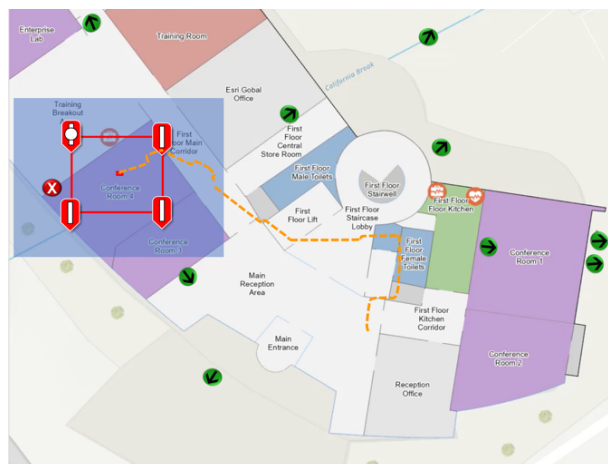 Enterprise
Lab
Training Room
California Brook
Esri Gobal
Office
Training
Breakout
First
Floor Main
Corridor
First
Floor
Central
Store Room
First Floor
Male Toilets
First Floor
Stairwell
Conference
Room 4
First Floor
Floor Kitchen
First
Floor Lift
First Floor
Staircase
Lobby
Conference
Room 3
First
Floor
Female
Toilets
Conference
Room 1
Main
Reception
Area
First Floor
Kitchen
Corridor
Main
Entrance
Conference
Room 2
Reception
Office
X